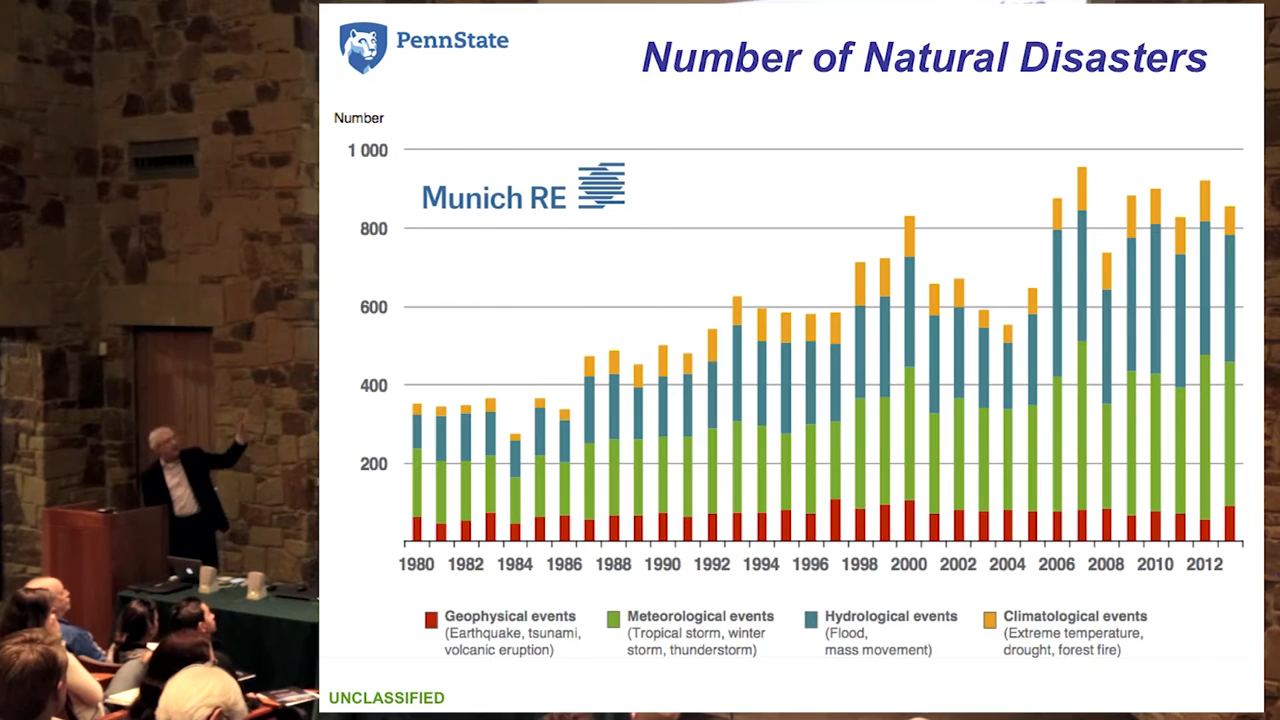 PennState
Number of Natural Disasters
Number
1 000
Munich RE
800
600
400
200
1980 1982 1984 1986 1988 1990 1992 1994 1996 1998 2000 2002 2004 2006 2008 2010 2012
Geophysical events
(Earthquake, tsunami,
volcanic eruption)
Meteorological events
(Tropical storm, winter
storm, thunderstorm)
Hydrological events
(Flood,
mass movement)
Climatological events
(Extreme temperature,
drought, forest fire)
UNCLASSIFIED